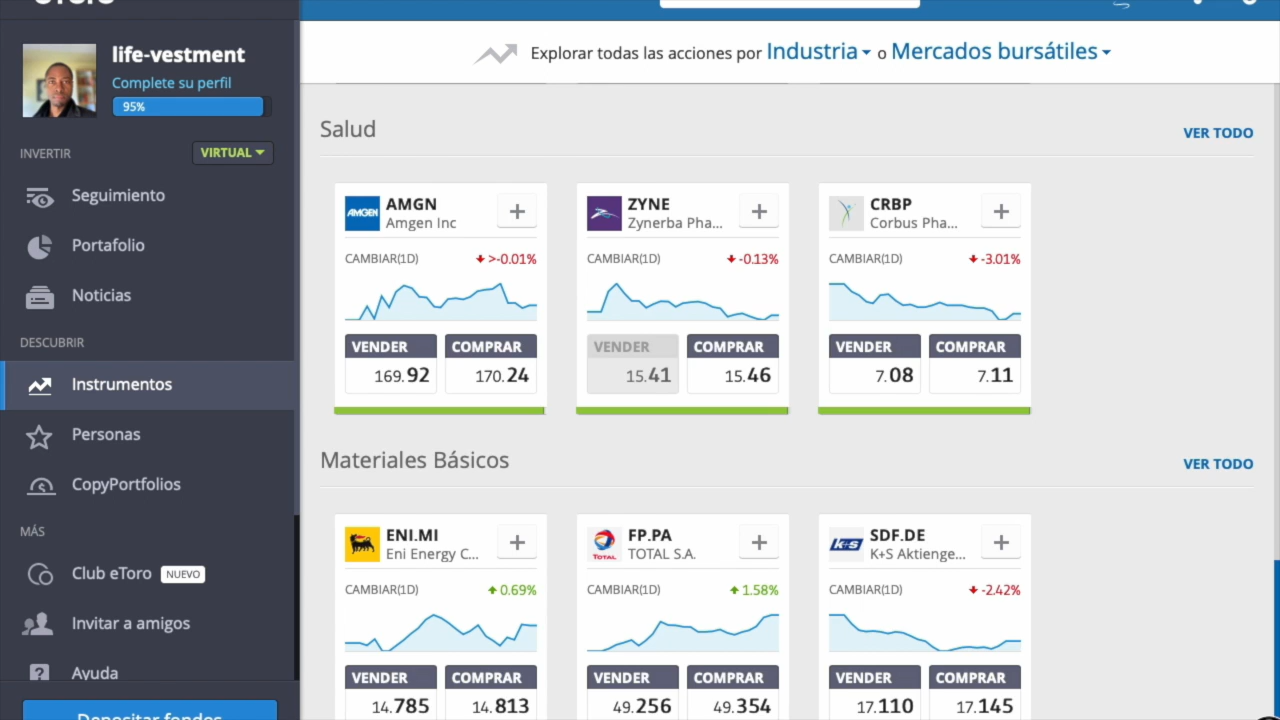 life-vestment
Complete su perfil
95%
INVERTIR
VIRTUAL
Seguimiento
Portafolio
Noticias
DESCUBRIR
Instrumentos
Personas
CopyPortfolios
MÁS
Club eToro NUEVO
Invitar a amigos
Ayuda
Depositar fondos
Explorar todas las acciones por Industria o Mercados bursátiles
Salud
VER TODO
AMGEN
AMGN
Amgen Inc
CAMBIAR(1D) >-0.01%
VENDER COMPRAR
169.92 170.24
ZYNE
Zynerba Pha...
CAMBIAR(1D) -0.13%
VENDER COMPRAR
15.41 15.46
CRBP
Corbus Pha...
CAMBIAR(1D) -3.01%
VENDER COMPRAR
7.08 7.11
Materiales Básicos
VER TODO
ENI.MI
Eni Energy C...
CAMBIAR(1D) 0.69%
VENDER COMPRAR
14.785 14.813
TOTAL
FP.PA
TOTAL S.A.
CAMBIAR(1D) 1.58%
VENDER COMPRAR
49.256 49.354
K+S
SDF.DE
K+S Aktienge...
CAMBIAR(1D) -2.42%
VENDER COMPRAR
17.110 17.145